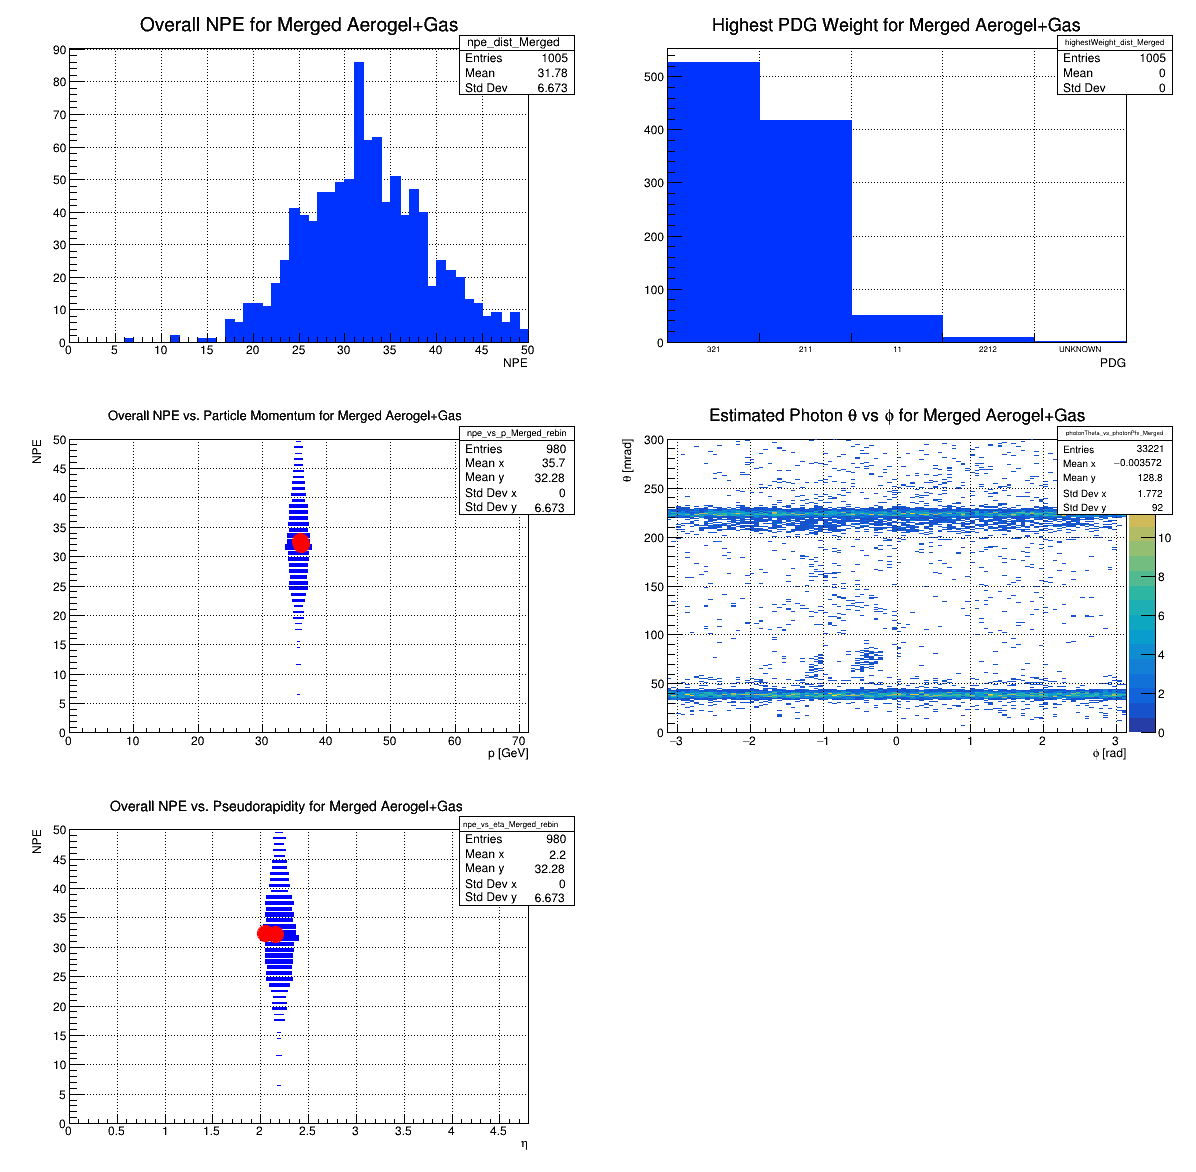 Overall NPE for Merged Aerogel+Gas
npe_dist_Merged
Entries 1005
Mean 31.78
Std Dev 6.673
90
80
70
60
50
40
30
20
10
0
0 5 10 15 20 25 30 35 40 45 50
NPE
Highest PDG Weight for Merged Aerogel+Gas
highestWeight_dist_Merged
Entries 1005
Mean 0
Std Dev 0
500
400
300
200
100
0
321 211 11 2212 UNKNOWN
PDG
Overall NPE vs. Particle Momentum for Merged Aerogel+Gas
npe_vs_p_Merged_rebin
Entries 980
Mean x 35.7
Mean y 32.28
Std Dev x 0
Std Dev y 6.673
NPE
50
45
40
35
30
25
20
15
10
5
0
0 10 20 30 40 50 60 70
p [GeV]
Estimated Photon θ vs ϕ for Merged Aerogel+Gas
photonTheta_vs_photonPhi_Merged
Entries 33221
Mean x −0.003572
Mean y 128.8
Std Dev x 1.772
Std Dev y 92
θ [mrad]
300
250
200
150
100
50
0
−3 −2 −1 0 1 2 3
ϕ [rad]
10
8
6
4
2
0
Overall NPE vs. Pseudorapidity for Merged Aerogel+Gas
npe_vs_eta_Merged_rebin
Entries 980
Mean x 2.2
Mean y 32.28
Std Dev x 0
Std Dev y 6.673
NPE
50
45
40
35
30
25
20
15
10
5
0
0 0.5 1 1.5 2 2.5 3 3.5 4 4.5
η